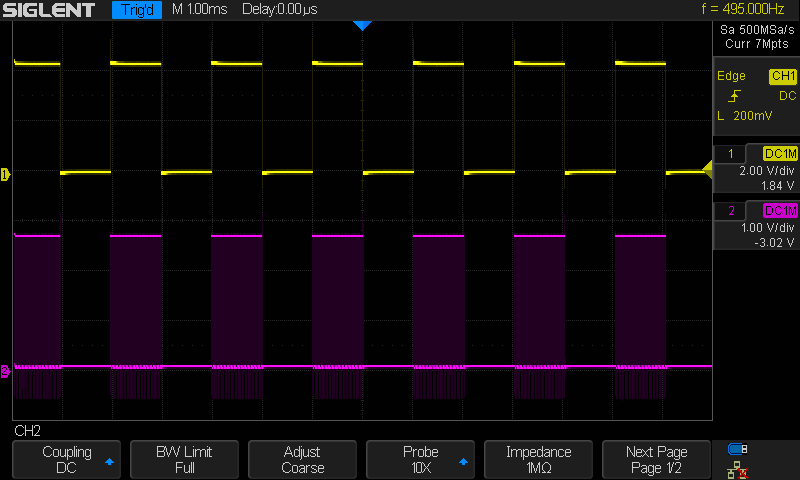 SIGLENT Trig'd M 1.00ms Delay:0.00µs f = 495.000Hz
Sa 500MSa/s
Curr 7Mpts
Edge CH1
DC
L 200mV
1 DC1M
2.00 V/div
1.84 V
2 DC1M
1.00 V/div
-3.02 V
1
2
CH2
Coupling
DC
BW Limit
Full
Adjust
Coarse
Probe
10X
Impedance
1MΩ
Next Page
Page 1/2